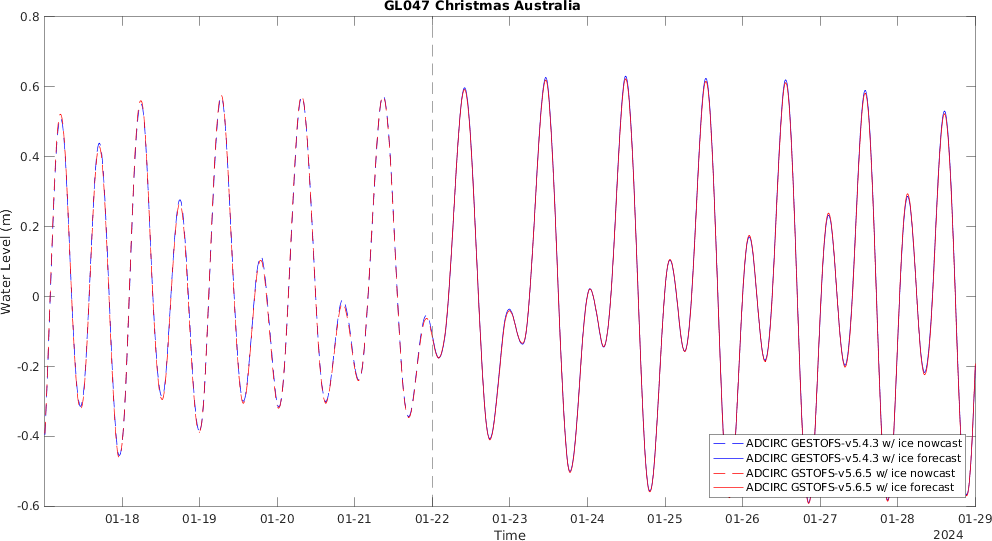 GL047 Christmas Australia
0.8
0.6
0.4
0.2
0
-0.2
-0.4
-0.6
Water Level (m)
ADCIRC GESTOFS-v5.4.3 w/ ice nowcast
ADCIRC GESTOFS-v5.4.3 w/ ice forecast
ADCIRC GSTOFS-v5.6.5 w/ ice nowcast
ADCIRC GSTOFS-v5.6.5 w/ ice forecast
01-18 01-19 01-20 01-21 01-22 01-23 01-24 01-25 01-26 01-27 01-28 01-29
Time
2024